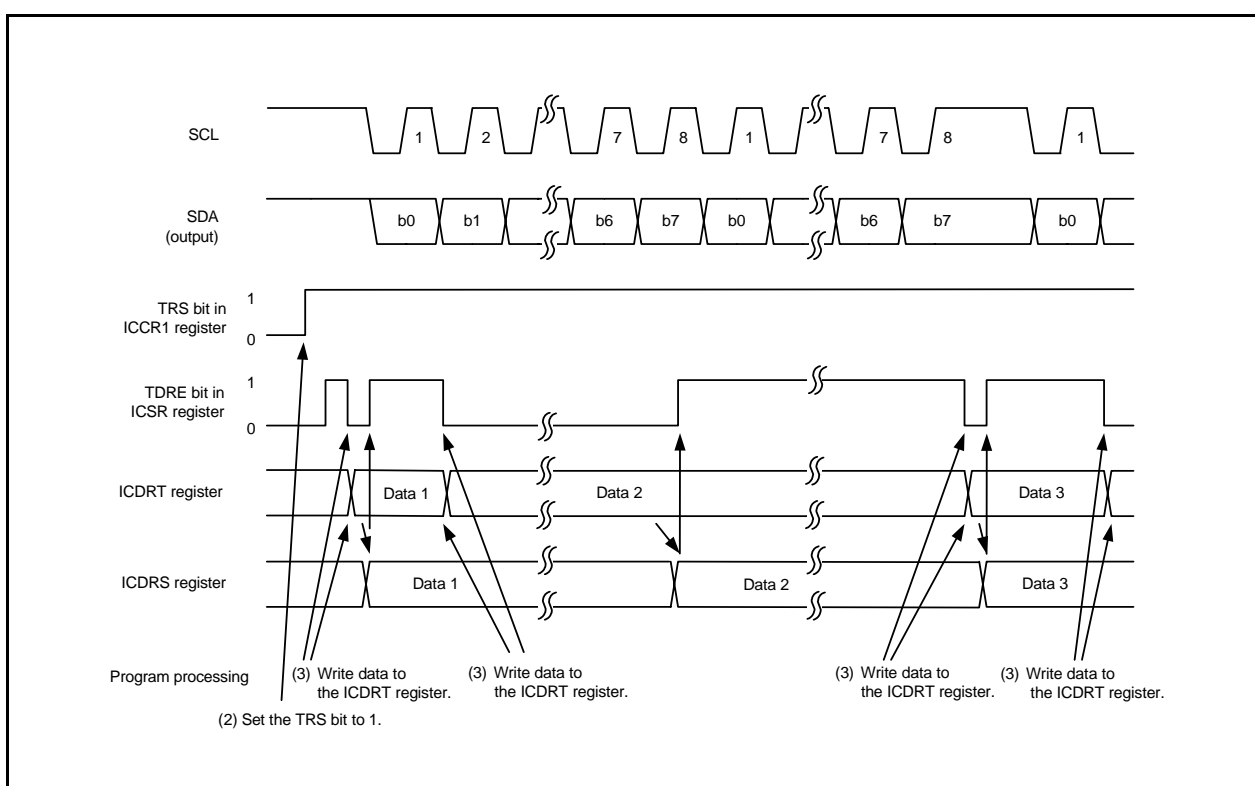 SCL
1 2 7 8 1 7 8 1
SDA
(output)
b0 b1 b6 b7 b0 b6 b7 b0
TRS bit in
ICCR1 register
1
0
TDRE bit in
ICSR register
1
0
ICDRT register
Data 1 Data 2 Data 3
ICDRS register
Data 1 Data 2 Data 3
Program processing
(3) Write data to
the ICDRT register.
(3) Write data to
the ICDRT register.
(3) Write data to
the ICDRT register.
(3) Write data to
the ICDRT register.
(2) Set the TRS bit to 1.